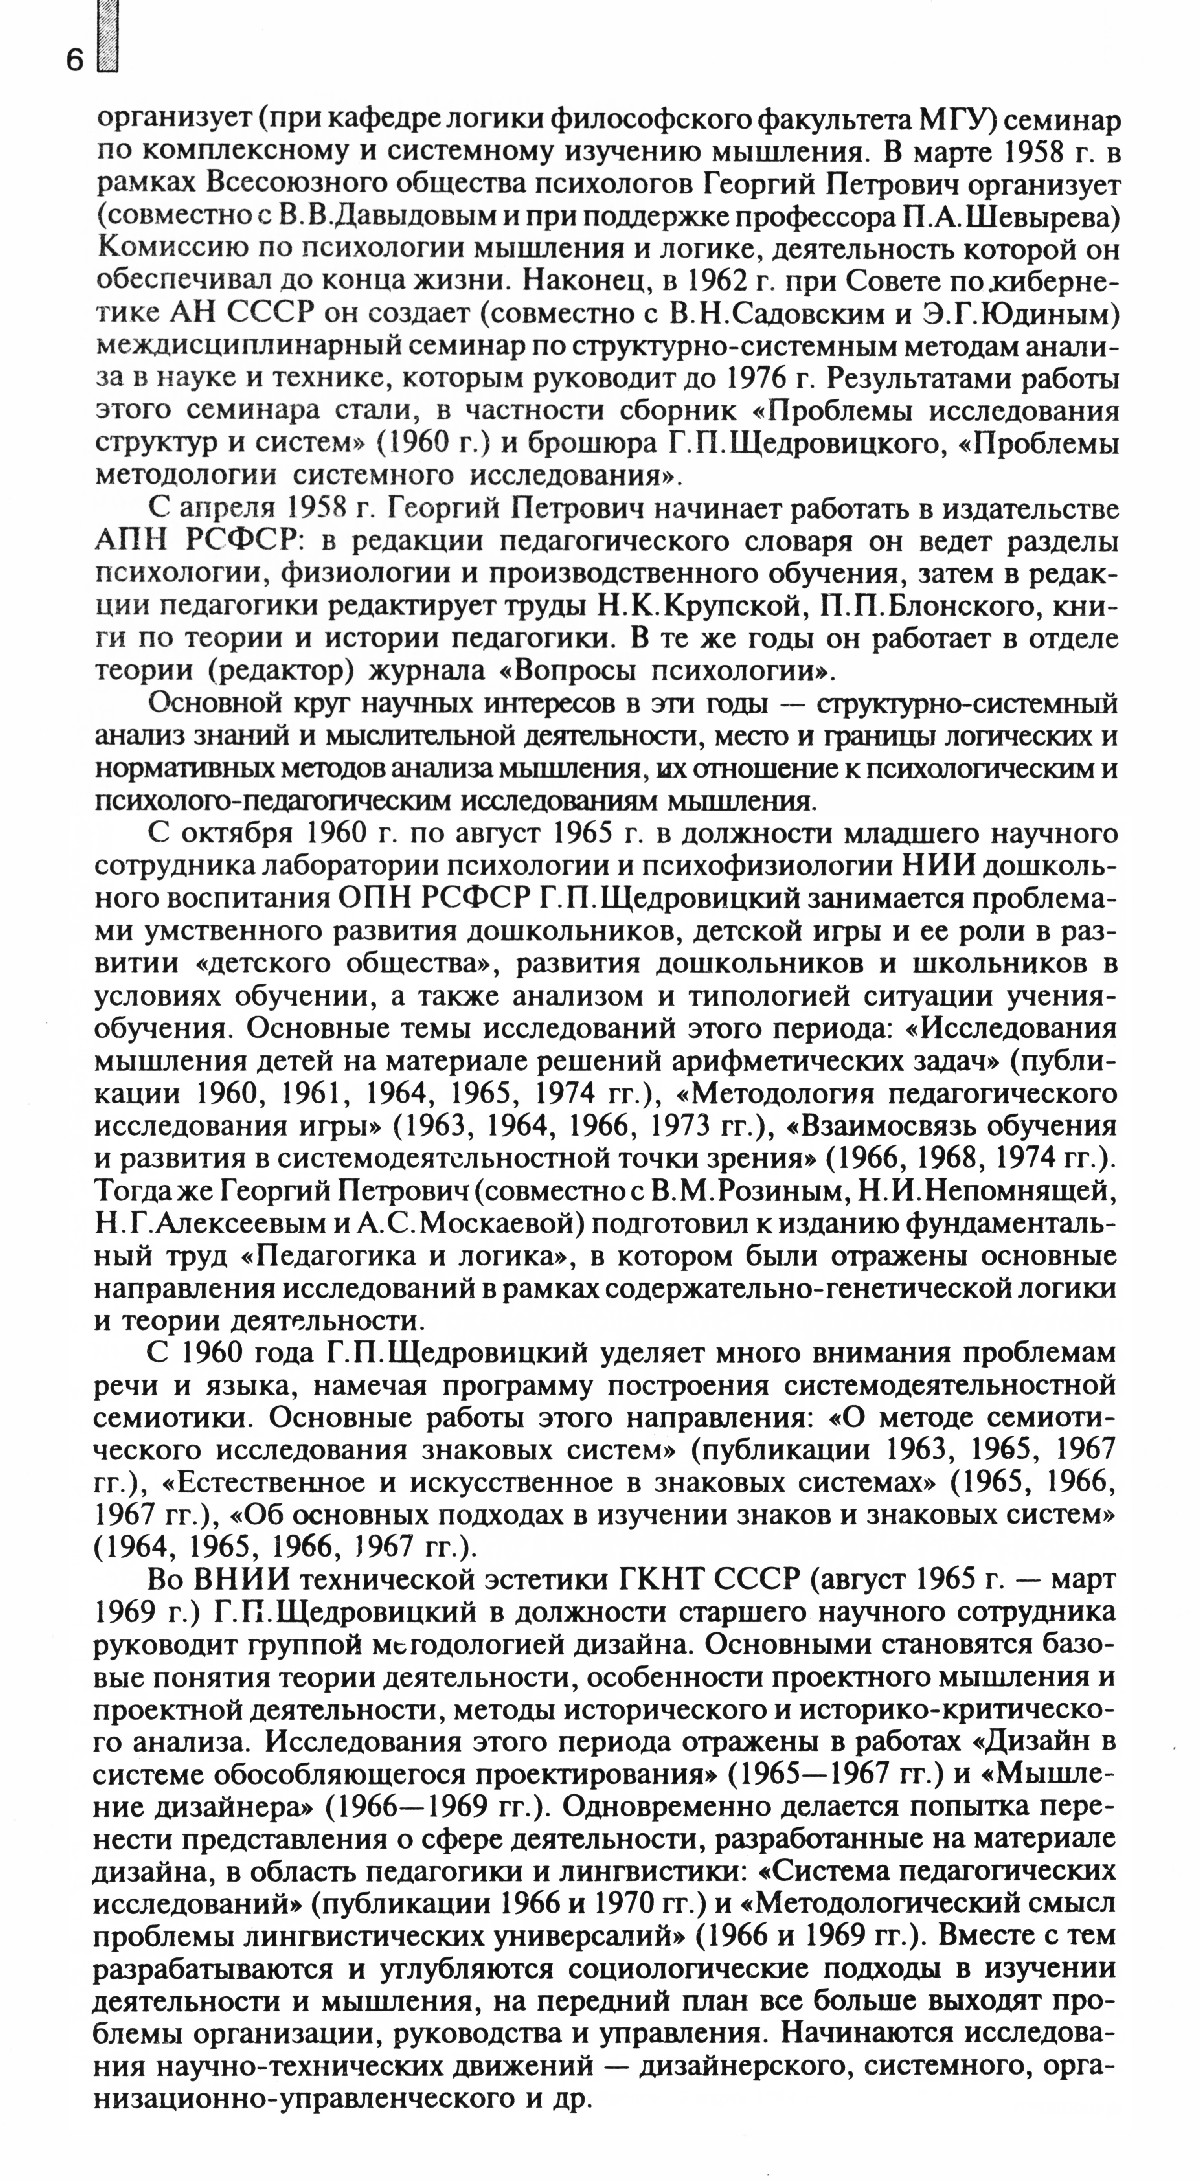 6
организует (при кафедре логики философского факультета МГУ) семинар
по комплексному и системному изучению мышления. В марте 1958 г. в
рамках Всесоюзного общества психологов Георгий Петрович организует
(совместно с В.В.Давыдовым и при поддержке профессора П.А.Шевырева)
Комиссию по психологии мышления и логике, деятельность которой он
обеспечивал до конца жизни. Наконец, в 1962 г. при Совете по киберне-
тике АН СССР он создает (совместно с В.Н.Садовским и Э.Г.Юдиным)
междисциплинарный семинар по структурно-системным методам анали-
за в науке и технике, которым руководит до 1976 г. Результатами работы
этого семинара стали, в частности сборник «Проблемы исследования
структур и систем» (1960 г.) и брошюра Г.П.Щедровицкого, «Проблемы
методологии системного исследования».
С апреля 1958 г. Георгий Петрович начинает работать в издательстве
АПН РСФСР: в редакции педагогического словаря он ведет разделы
психологии, физиологии и производственного обучения, затем в редак-
ции педагогики редактирует труды Н.К.Крупской, П.П.Блонского, кни-
ги по теории и истории педагогики. В те же годы он работает в отделе
теории (редактор) журнала «Вопросы психологии».
Основной круг научных интересов в эти годы — структурно-системный
анализ знаний и мыслительной деятельности, место и границы логических и
нормативных методов анализа мышления, их отношение к психологическим и
психолого-педагогическим исследованиям мышления.
С октября 1960 г. по август 1965 г. в должности младшего научного
сотрудника лаборатории психологии и психофизиологии НИИ дошколь-
ного воспитания ОПН РСФСР Г.П.Щедровицкий занимается проблема-
ми умственного развития дошкольников, детской игры и ее роли в раз-
витии «детского общества», развития дошкольников и школьников в
условиях обучении, а также анализом и типологией ситуации учения-
обучения. Основные темы исследований этого периода: «Исследования
мышления детей на материале решений арифметических задач» (публи-
кации 1960, 1961, 1964, 1965, 1974 гг.), «Методология педагогического
исследования игры» (1963, 1964, 1966, 1973 гг.), «Взаимосвязь обучения
и развития в системодеятельностной точки зрения» (1966, 1968, 1974 гг.).
Тогда же Георгий Петрович (совместно с В.М.Розиным, Н.И.Непомнящей,
Н.Г.Алексеевым и А.С.Москаевой) подготовил к изданию фундаменталь-
ный труд «Педагогика и логика», в котором были отражены основные
направления исследований в рамках содержательно-генетической логики
и теории деятельности.
С 1960 года Г.П.Щедровицкий уделяет много внимания проблемам
речи и языка, намечая программу построения системодеятельностной
семиотики. Основные работы этого направления: «О методе семиоти-
ческого исследования знаковых систем» (публикации 1963, 1965, 1967
гг.), «Естественное и искусственное в знаковых системах» (1965, 1966,
1967 гг.), «Об основных подходах в изучении знаков и знаковых систем»
(1964, 1965, 1966, 1967 гг.).
Во ВНИИ технической эстетики ГКНТ СССР (август 1965 г. — март
1969 г.) Г.П.Щедровицкий в должности старшего научного сотрудника
руководит группой методологией дизайна. Основными становятся базо-
вые понятия теории деятельности, особенности проектного мышления и
проектной деятельности, методы исторического и историко-критическо-
го анализа. Исследования этого периода отражены в работах «Дизайн в
системе обособляющегося проектирования» (1965—1967 гг.) и «Мышле-
ние дизайнера» (1966—1969 гг.). Одновременно делается попытка пере-
нести представления о сфере деятельности, разработанные на материале
дизайна, в область педагогики и лингвистики: «Система педагогических
исследований» (публикации 1966 и 1970 гг.) и «Методологический смысл
проблемы лингвистических универсалий» (1966 и 1969 гг.). Вместе с тем
разрабатываются и углубляются социологические подходы в изучении
деятельности и мышления, на передний план все больше выходят про-
блемы организации, руководства и управления. Начинаются исследова-
ния научно-технических движений — дизайнерского, системного, орга-
низационно-управленческого и др.